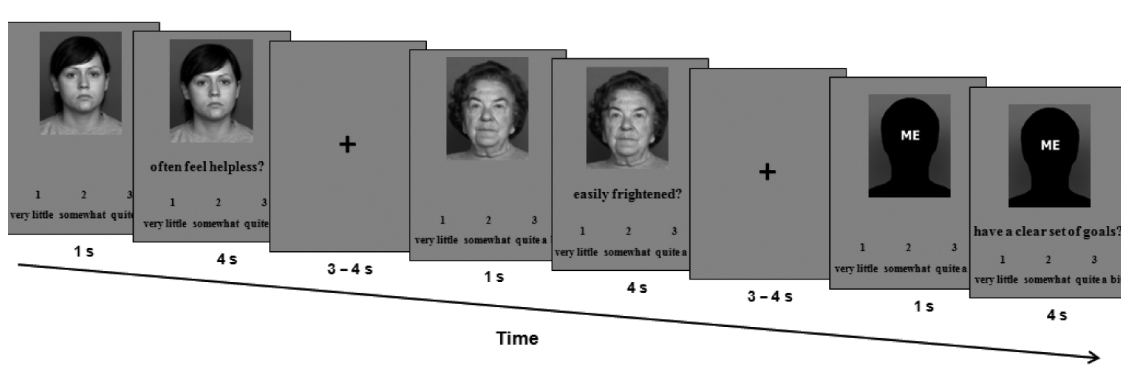 1 2 3
very little somewhat quite
1 s
often feel helpless?
1 2 3
very little somewhat quite
4 s
+
3 – 4 s
1 2 3
very little somewhat quite a
1 s
easily frightened?
1 2 3
very little somewhat quite a
4 s
+
3 – 4 s
ME
1 2 3
very little somewhat quite a
1 s
ME
have a clear set of goals?
1 2 3
very little somewhat quite a bi
4 s
Time